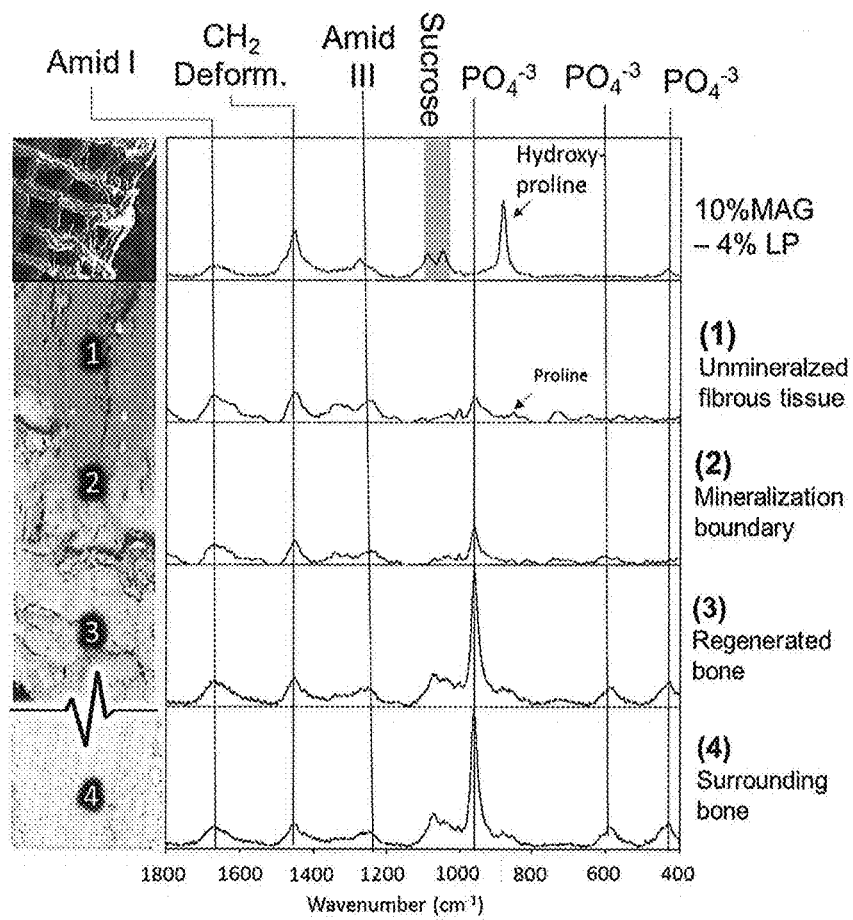 Amid I
CH₂
Deform.
Amid
III
Sucrose
PO₄⁻³
PO₄⁻³
PO₄⁻³
Hydroxy-
proline
10%MAG
– 4% LP
1
(1)
Unmineralzed
fibrous tissue
Proline
2
(2)
Mineralization
boundary
3
(3)
Regenerated
bone
4
(4)
Surrounding
bone
1800 1600 1400 1200 1000 800 600 400
Wavenumber (cm⁻¹)